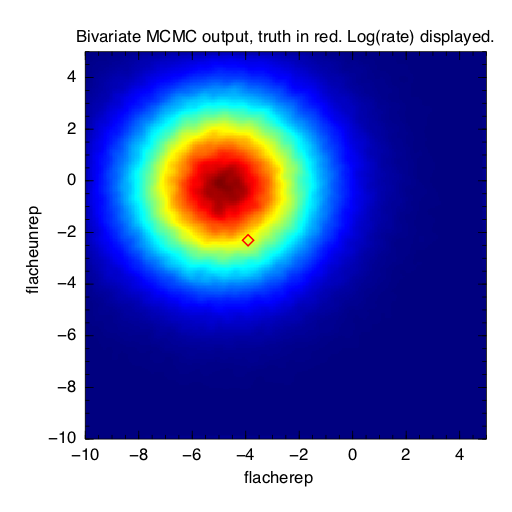 Bivariate MCMC output, truth in red. Log(rate) displayed.
4
2
0
−2
−4
−6
−8
−10
flacheunrep
−10 −8 −6 −4 −2 0 2 4
flacherep